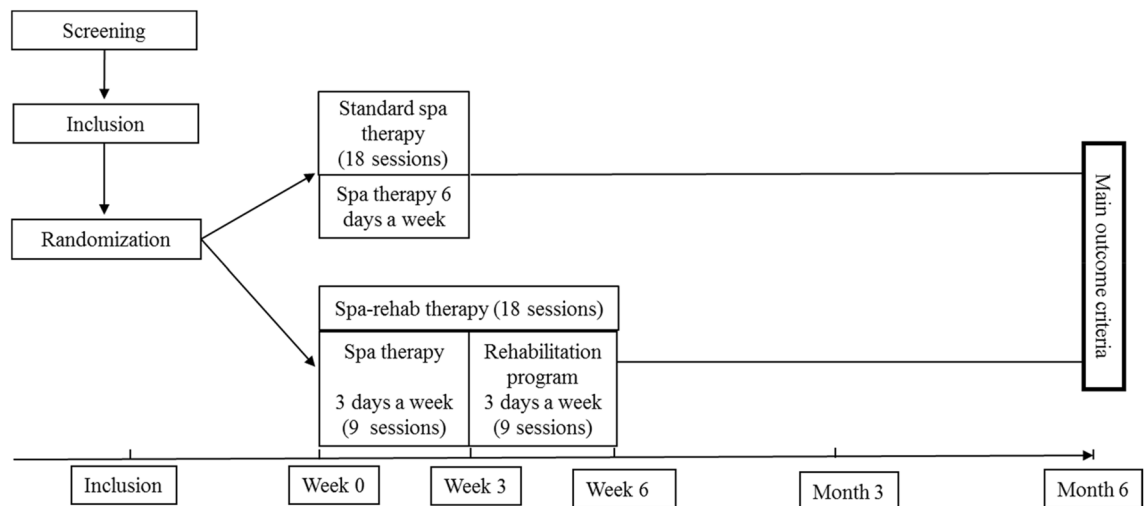 Screening
Inclusion
Randomization
Standard spa
therapy
(18 sessions)
Spa therapy 6
days a week
Spa-rehab therapy (18 sessions)
Spa therapy
3 days a week
(9 sessions)
Rehabilitation
program
3 days a week
(9 sessions)
Main outcome criteria
Inclusion
Week 0
Week 3
Week 6
Month 3
Month 6